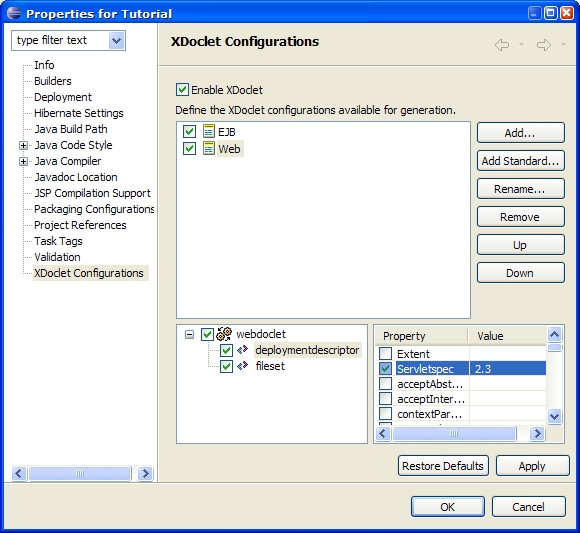 Properties for Tutorial
type filter text
Info
Builders
Deployment
Hibernate Settings
Java Build Path
Java Code Style
Java Compiler
Javadoc Location
JSP Compilation Support
Packaging Configurations
Project References
Task Tags
Validation
XDoclet Configurations
XDoclet Configurations
Enable XDoclet
Define the XDoclet configurations available for generation.
EJB
Web
Add...
Add Standard...
Rename...
Remove
Up
Down
webdoclet
deploymentdescriptor
fileset
Property Value
Extent
Servletspec 2.3
acceptAbst...
acceptInter...
contextPar...
Restore Defaults Apply
OK Cancel